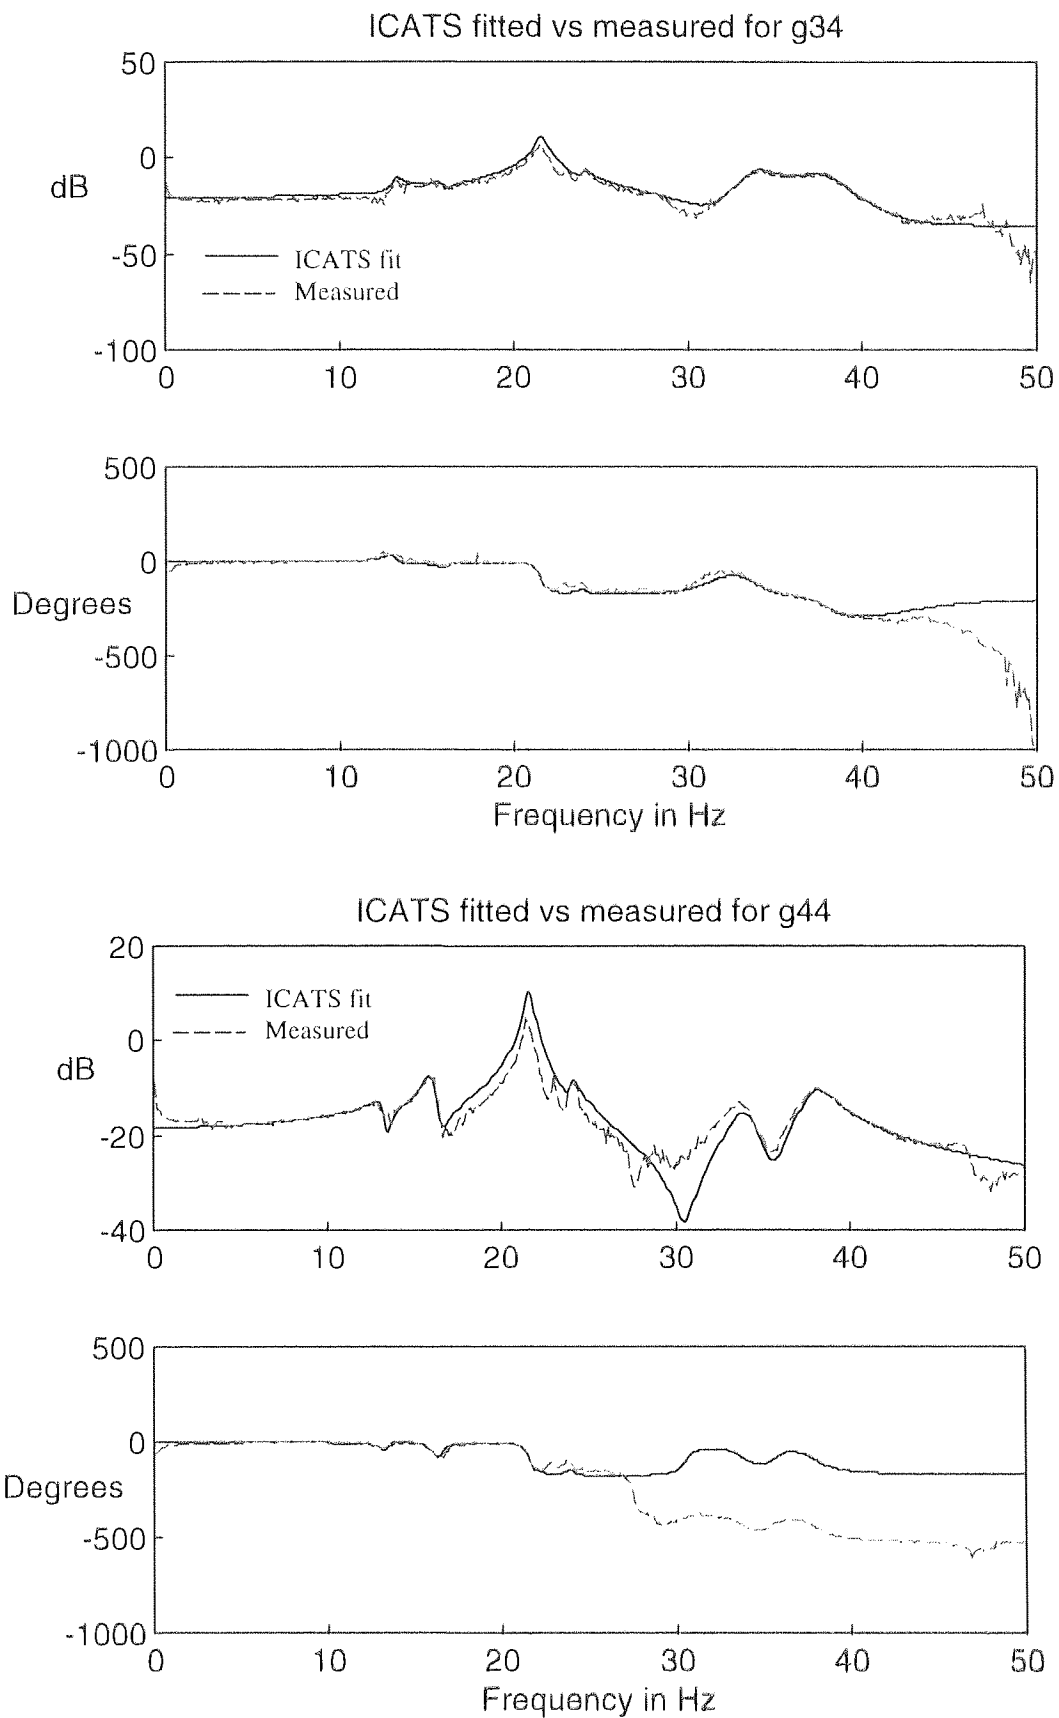 ICATS fitted vs measured for g34
50
0
dB
-50
ICATS fit
Measured
-100
0 10 20 30 40 50
500
0
Degrees
-500
-1000
0 10 20 30 40 50
Frequency in Hz
ICATS fitted vs measured for g44
20
ICATS fit
Measured
0
dB
-20
-40
0 10 20 30 40 50
500
0
Degrees
-500
-1000
0 10 20 30 40 50
Frequency in Hz